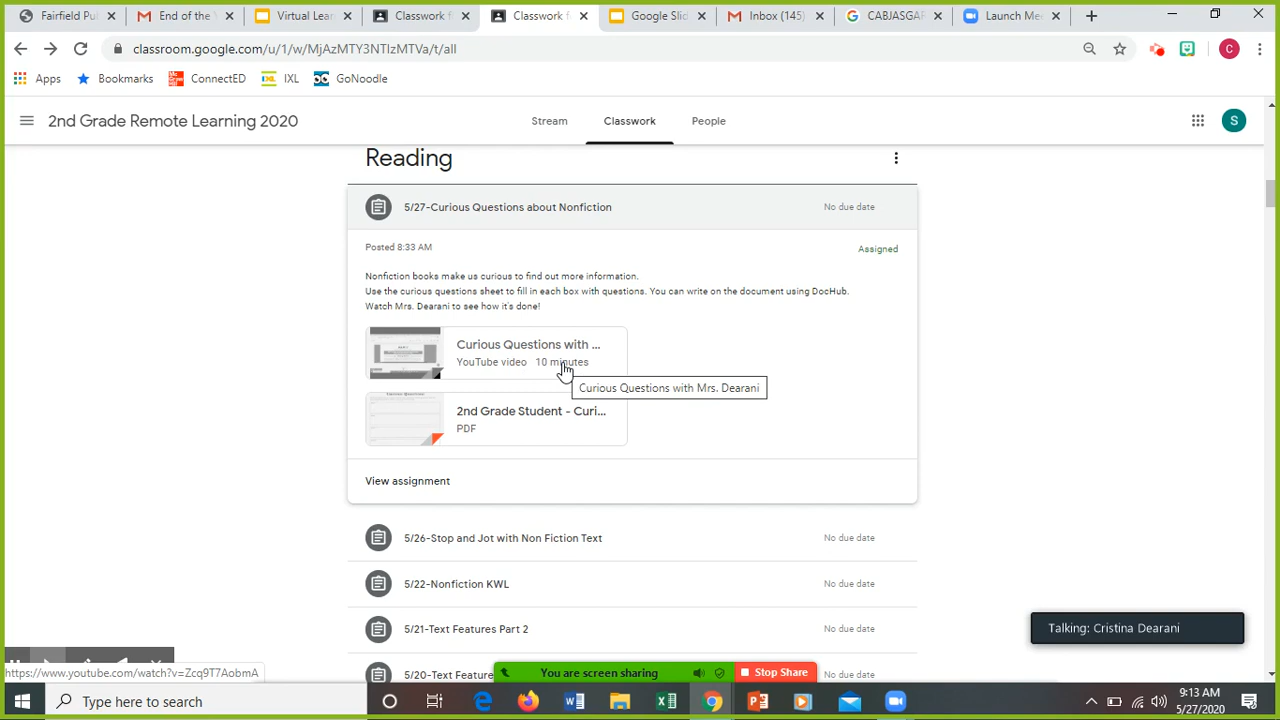 Fairfield Pu
End of the
Virtual Lear
Classwork f
Classwork f
Google Slid
Inbox (145)
CABJASGAR
Launch Me
classroom.google.com/u/1/w/MjAzMTY3NTIzMTVa/t/all
C
Apps
Bookmarks
ConnectED
IXL
GoNoodle
2nd Grade Remote Learning 2020
Stream
Classwork
People
S
Reading
5/27-Curious Questions about Nonfiction
No due date
Posted 8:33 AM
Assigned
Nonfiction books make us curious to find out more information.
Use the curious questions sheet to fill in each box with questions. You can write on the document using DocHub.
Watch Mrs. Dearani to see how it's done!
Curious Questions with ...
YouTube video 10 minutes
Curious Questions with Mrs. Dearani
2nd Grade Student - Curi...
PDF
View assignment
5/26-Stop and Jot with Non Fiction Text
No due date
5/22-Nonfiction KWL
No due date
5/21-Text Features Part 2
No due date
Talking: Cristina Dearani
5/20-Text Feature
No due date
https://www.youtube.com/watch?v=Zcq9T7AobmA
You are screen sharing
Stop Share
Type here to search
9:13 AM
5/27/2020